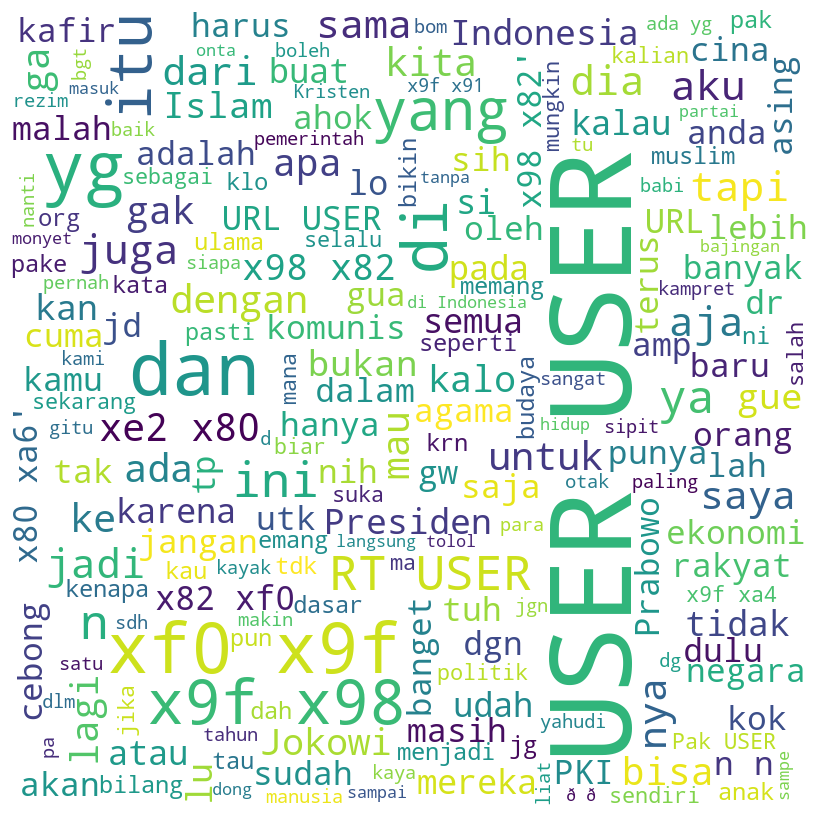 kafir
harus
sama
Indonesia
ada yg
pak
itu
ga
onta
boleh
bom
kalian
cina
bgt
dari
buat
kita
x98 x82'
mungkin
dia
aku
asing
rezim
masuk
Islam
Kristen
x9f x91
yang
partai
malah
baik
ahok
kalau
anda
pemerintah
tu
yg
adalah
apa
sih
bikin
muslim
nanti
sebagai
klo
lo
tanpa
babi
tapi
org
gak
URL USER
si
di
oleh
USER USER
URL
lebih
monyet
juga
ulama
selalu
terus
bajingan
pake
siapa
x98 x82
pada
memang
banyak
pernah
kata
kan
dengan
gua
di Indonesia
kampret
dr
cuma
jd
pasti
komunis
semua
aja
amp
ni
salah
kami
dan
mana
bukan
seperti
budaya
baru
kamu
dalam
kalo
sangat
ya
gue
sekarang
x80 xa6'
gitu
xe2 x80
d
hanya
mau
agama
hidup
sipit
orang
biar
krn
untuk
punya
lah
tak
ada
tp
ini
nih
gw
saja
otak
paling
saya
suka
ke
karena
utk
Presiden
para
Prabowo
ekonomi
jadi
jangan
emang
langsung
tolol
kau
kayak
tdk
RT USER
ma
rakyat
kenapa
x82 xf0
dasar
x9f xa4
cebong
n
sdh
makin
banget
tuh
jgn
tidak
xf0 x9f
pun
dgn
dulu
satu
politik
dg
negara
lagi
dlm
jika
x9f x98
dah
udah
yahudi
nya
kok
pa
tahun
Jokowi
masih
jg
Pak USER
atau
tau
menjadi
n n
sampe
akan
bilang
lu
sudah
kaya
mereka
liat
PKI
bisa
dong
manusia
sampai
ð ð
sendiri
anak